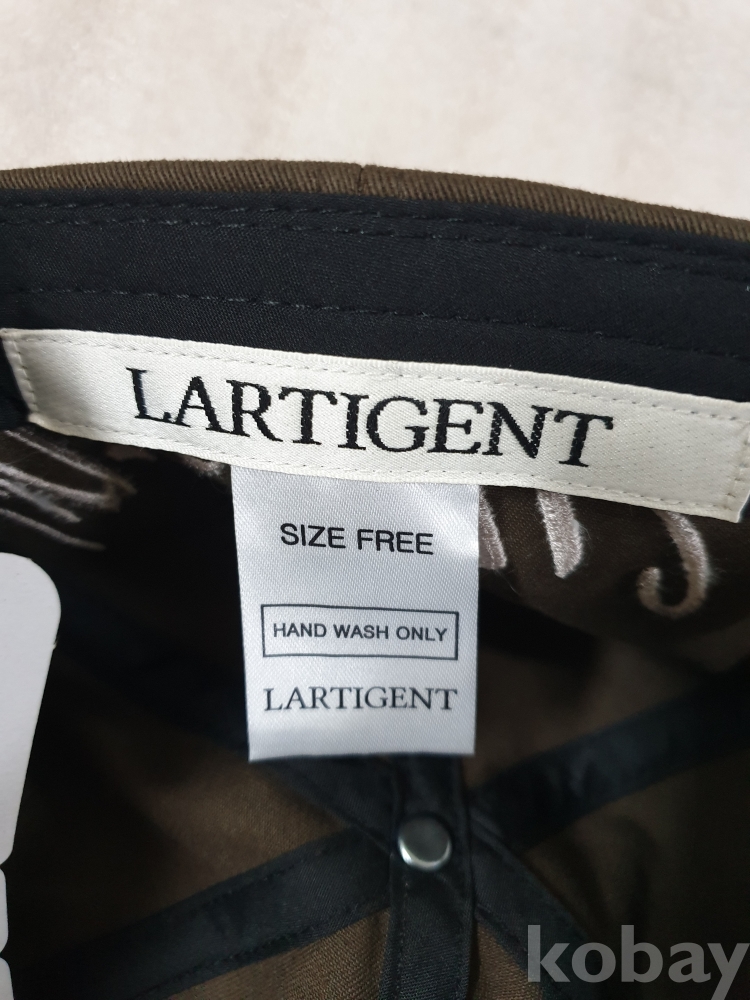 LARTIGENT
SIZE FREE
HAND WASH ONLY
LARTIGENT
kobay